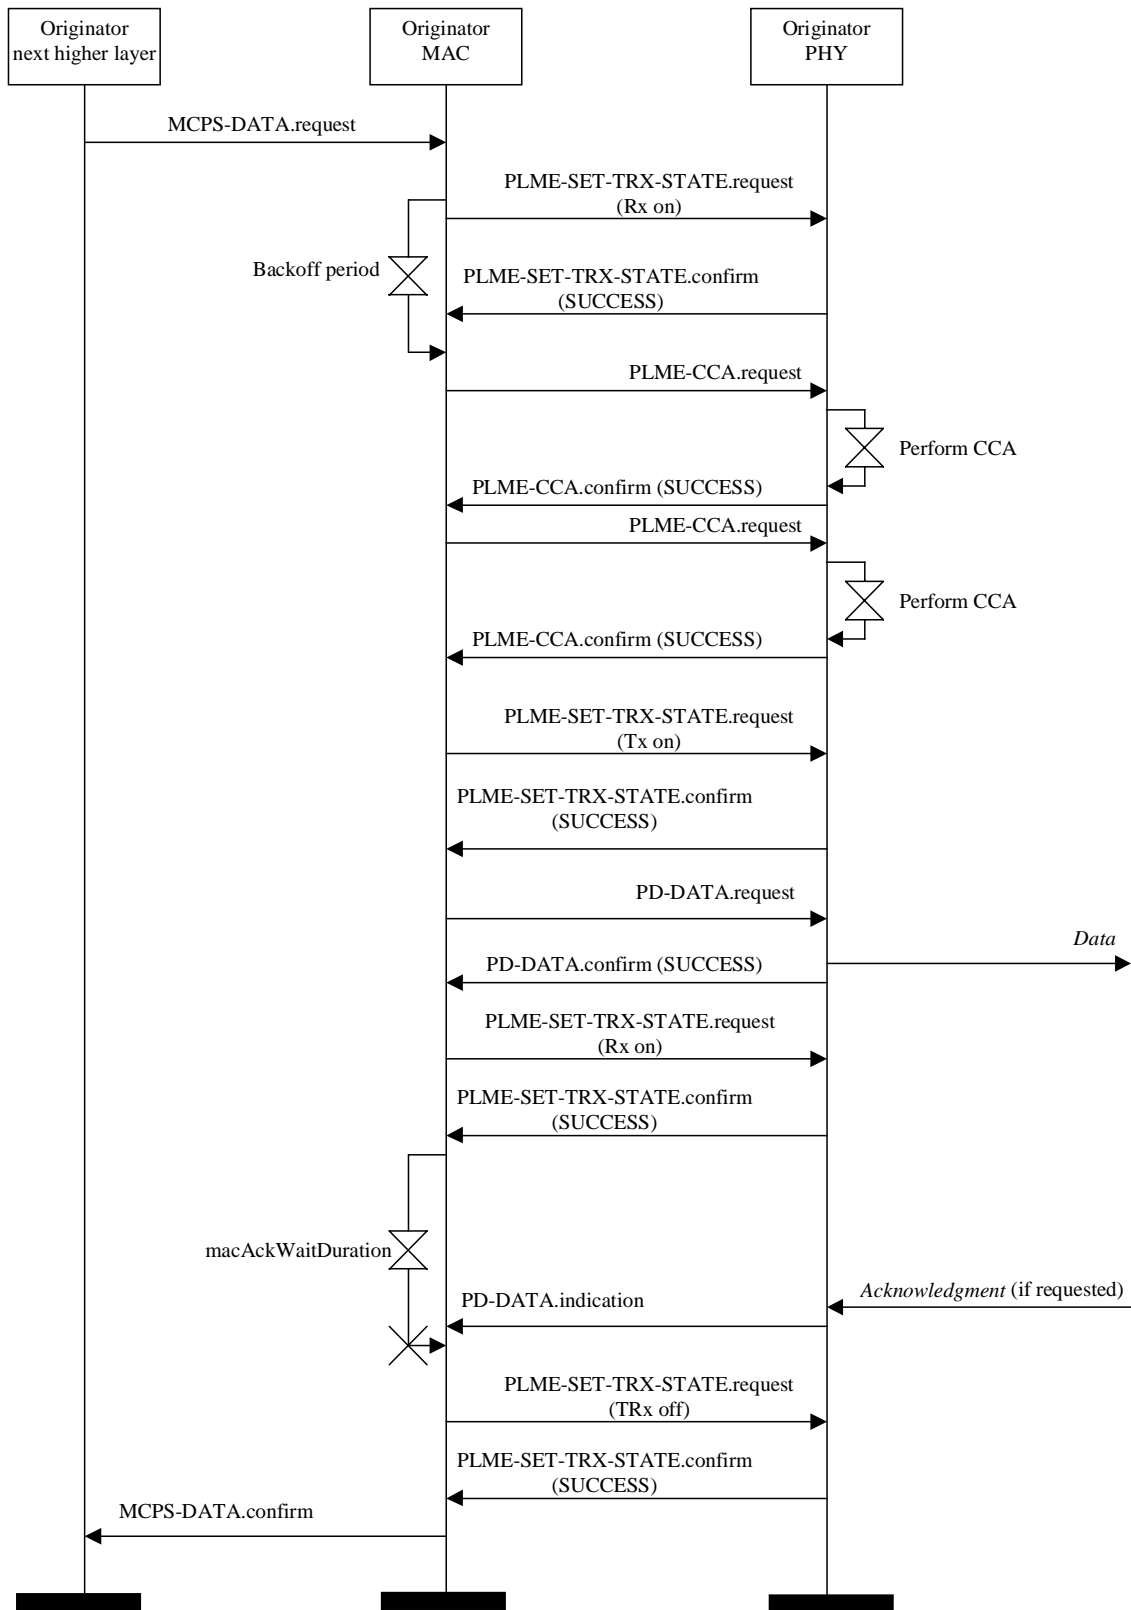 Originator
next higher layer
Originator
MAC
Originator
PHY
MCPS-DATA.request
PLME-SET-TRX-STATE.request
(Rx on)
Backoff period
PLME-SET-TRX-STATE.confirm
(SUCCESS)
PLME-CCA.request
Perform CCA
PLME-CCA.confirm (SUCCESS)
PLME-CCA.request
Perform CCA
PLME-CCA.confirm (SUCCESS)
PLME-SET-TRX-STATE.request
(Tx on)
PLME-SET-TRX-STATE.confirm
(SUCCESS)
PD-DATA.request
Data
PD-DATA.confirm (SUCCESS)
PLME-SET-TRX-STATE.request
(Rx on)
PLME-SET-TRX-STATE.confirm
(SUCCESS)
macAckWaitDuration
Acknowledgment (if requested)
PD-DATA.indication
PLME-SET-TRX-STATE.request
(TRx off)
PLME-SET-TRX-STATE.confirm
(SUCCESS)
MCPS-DATA.confirm